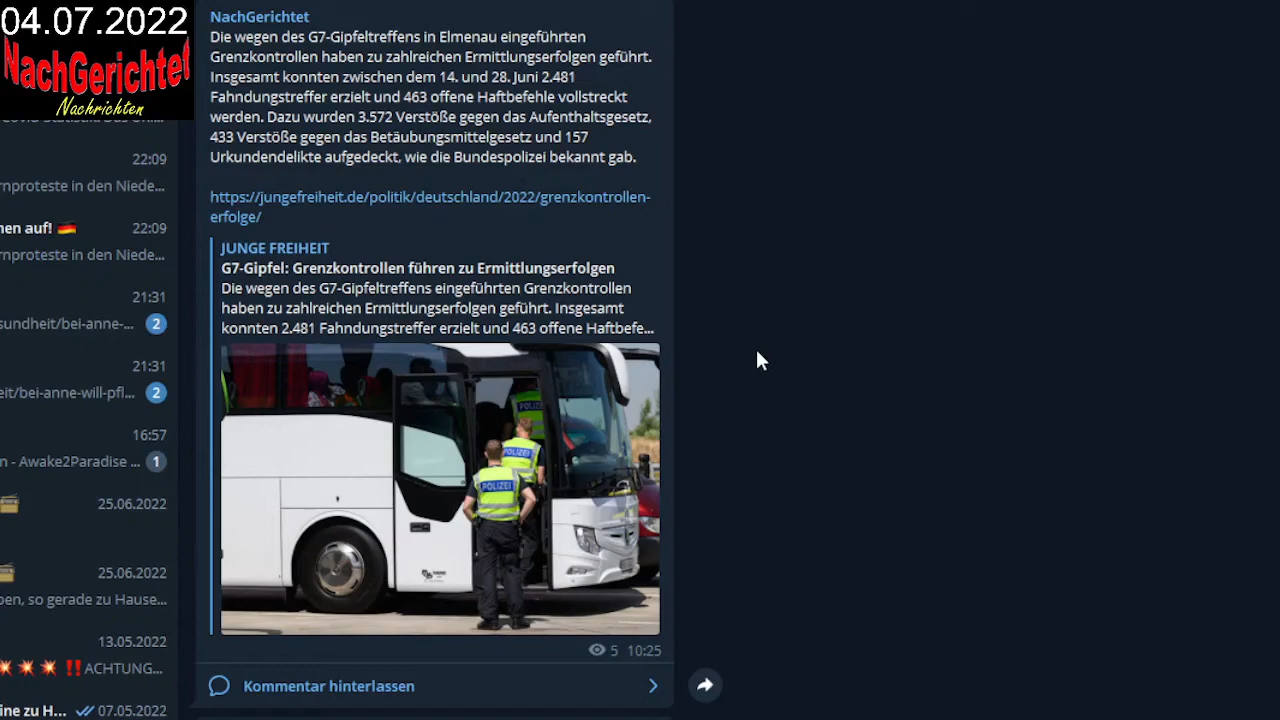 04.07.2022
NachGerichtet
Nachrichten
22:09
rnproteste in den Niede...
nen auf!
22:09
rnproteste in den Niede...
21:31
sundheit/bei-anne-...
2
21:31
eit/bei-anne-will-pfl...
2
16:57
n - Awake2Paradise ...
1
25.06.2022
25.06.2022
ben, so gerade zu Hause...
13.05.2022
ACHTUNG...
eine zu H...
07.05.2022
NachGerichtet
Die wegen des G7-Gipfeltreffens in Elmenau eingeführten
Grenzkontrollen haben zu zahlreichen Ermittlungserfolgen geführt.
Insgesamt konnten zwischen dem 14. und 28. Juni 2.481
Fahndungstreffer erzielt und 463 offene Haftbefehle vollstreckt
werden. Dazu wurden 3.572 Verstöße gegen das Aufenthaltsgesetz,
433 Verstöße gegen das Betäubungsmittelgesetz und 157
Urkundendelikte aufgedeckt, wie die Bundespolizei bekannt gab.
https://jungefreiheit.de/politik/deutschland/2022/grenzkontrollen-
erfolge/
JUNGE FREIHEIT
G7-Gipfel: Grenzkontrollen führen zu Ermittlungserfolgen
Die wegen des G7-Gipfeltreffens eingeführten Grenzkontrollen
haben zu zahlreichen Ermittlungserfolgen geführt. Insgesamt
konnten 2.481 Fahndungstreffer erzielt und 463 offene Haftbefe...
POLIZEI
POLIZEI
POLIZEI
5 10:25
Kommentar hinterlassen